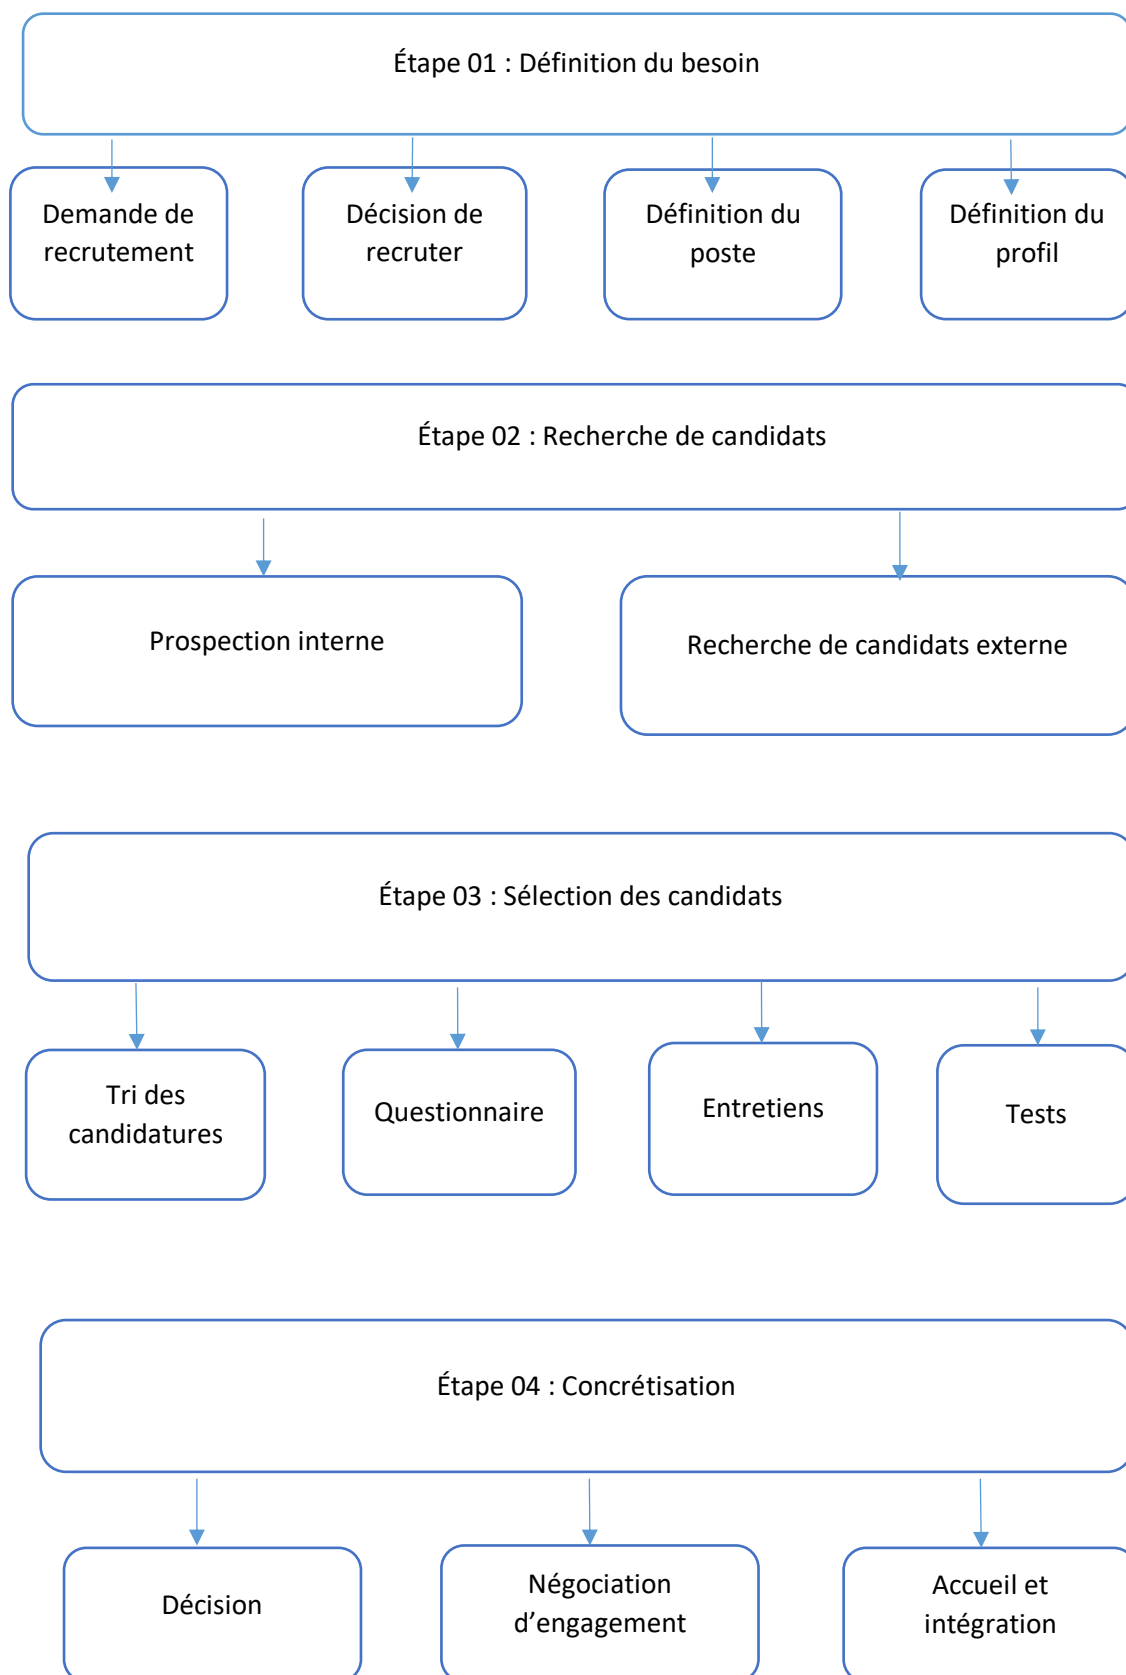 Étape 01 : Définition du besoin
Demande de
recrutement
Décision de
recruter
Définition du
poste
Définition du
profil
Étape 02 : Recherche de candidats
Prospection interne
Recherche de candidats externe
Étape 03 : Sélection des candidats
Tri des
candidatures
Questionnaire
Entretiens
Tests
Étape 04 : Concrétisation
Décision
Négociation
d’engagement
Accueil et
intégration